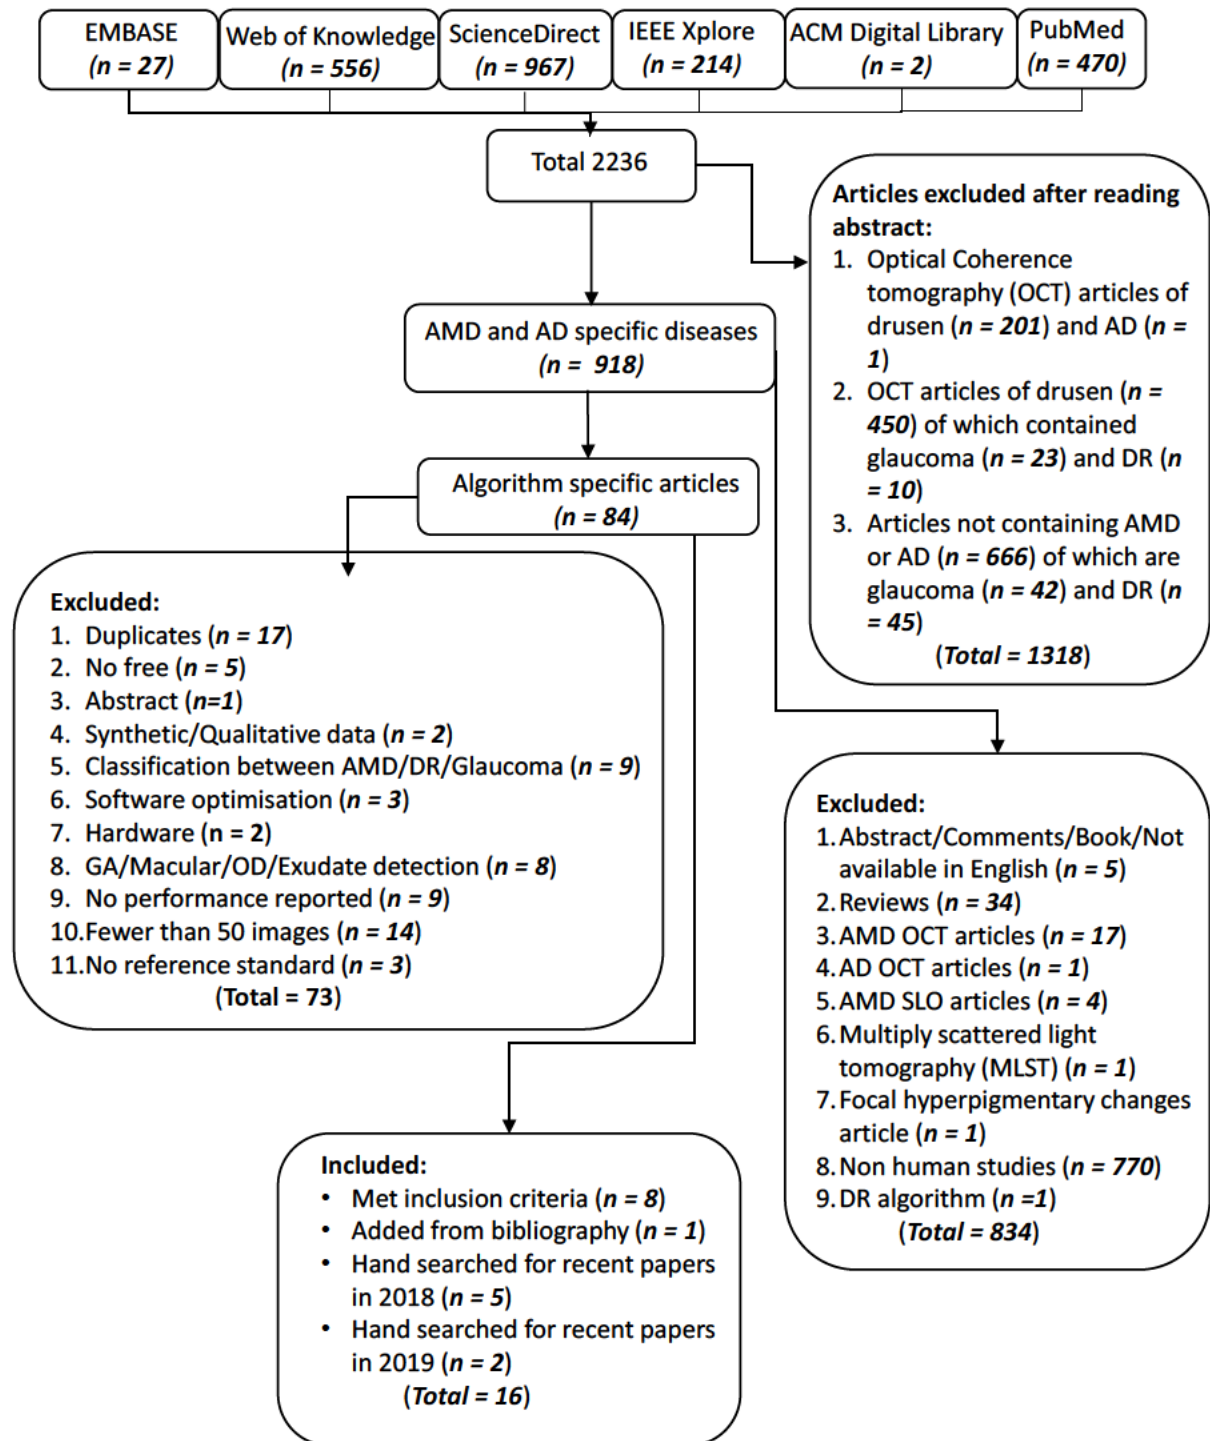 EMBASE
(n = 27)
Web of Knowledge
(n = 556)
ScienceDirect
(n = 967)
IEEE Xplore
(n = 214)
ACM Digital Library
(n = 2)
PubMed
(n = 470)
Total 2236
Articles excluded after reading
abstract:
1. Optical Coherence
tomography (OCT) articles of
drusen (n = 201) and AD (n =
1)
2. OCT articles of drusen (n =
450) of which contained
glaucoma (n = 23) and DR (n
= 10)
3. Articles not containing AMD
or AD (n = 666) of which are
glaucoma (n = 42) and DR (n
= 45)
(Total = 1318)
AMD and AD specific diseases
(n = 918)
Algorithm specific articles
(n = 84)
Excluded:
1. Duplicates (n = 17)
2. No free (n = 5)
3. Abstract (n=1)
4. Synthetic/Qualitative data (n = 2)
5. Classification between AMD/DR/Glaucoma (n = 9)
6. Software optimisation (n = 3)
7. Hardware (n = 2)
8. GA/Macular/OD/Exudate detection (n = 8)
9. No performance reported (n = 9)
10.Fewer than 50 images (n = 14)
11.No reference standard (n = 3)
(Total = 73)
Excluded:
1.Abstract/Comments/Book/Not
available in English (n = 5)
2.Reviews (n = 34)
3.AMD OCT articles (n = 17)
4.AD OCT articles (n = 1)
5.AMD SLO articles (n = 4)
6.Multiply scattered light
tomography (MLST) (n = 1)
7.Focal hyperpigmentary changes
article (n = 1)
8.Non human studies (n = 770)
9.DR algorithm (n =1)
(Total = 834)
Included:
• Met inclusion criteria (n = 8)
• Added from bibliography (n = 1)
• Hand searched for recent papers
in 2018 (n = 5)
• Hand searched for recent papers
in 2019 (n = 2)
(Total = 16)